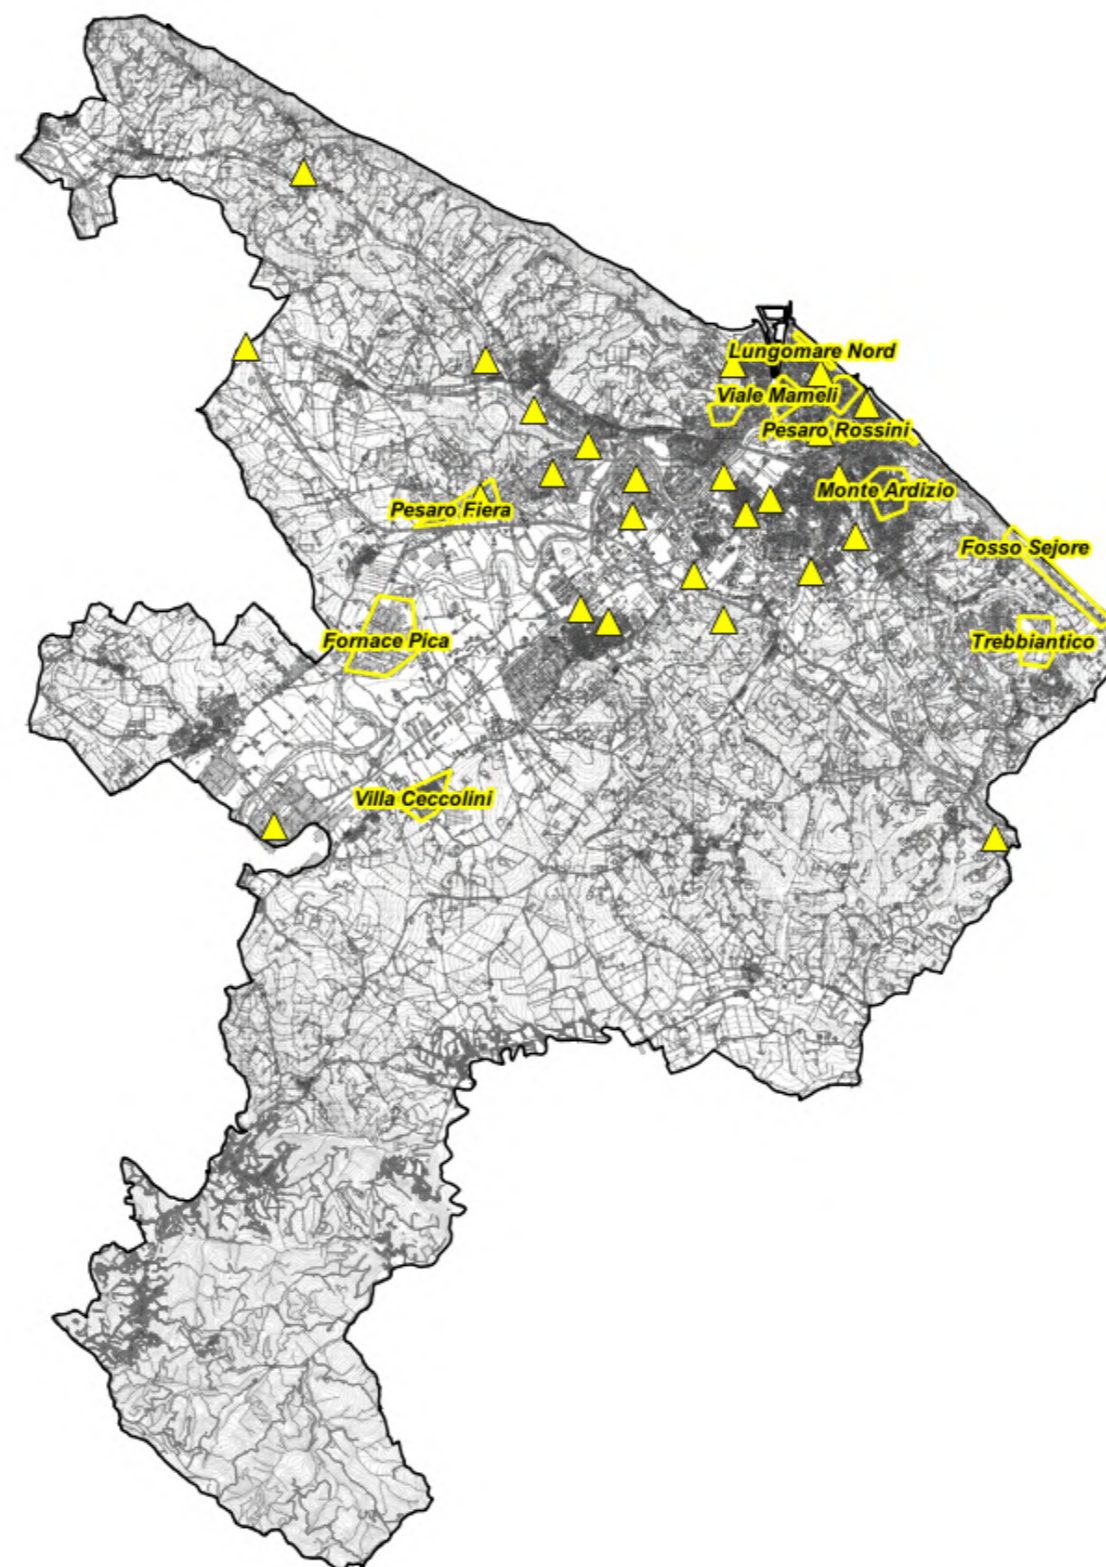 Lungomare Nord
Viale Mameli
Pesaro Rossini
Monte Ardizio
Pesaro Fiera
Fosso Sejore
Fornace Pica
Trebbiantico
Villa Ceccolini